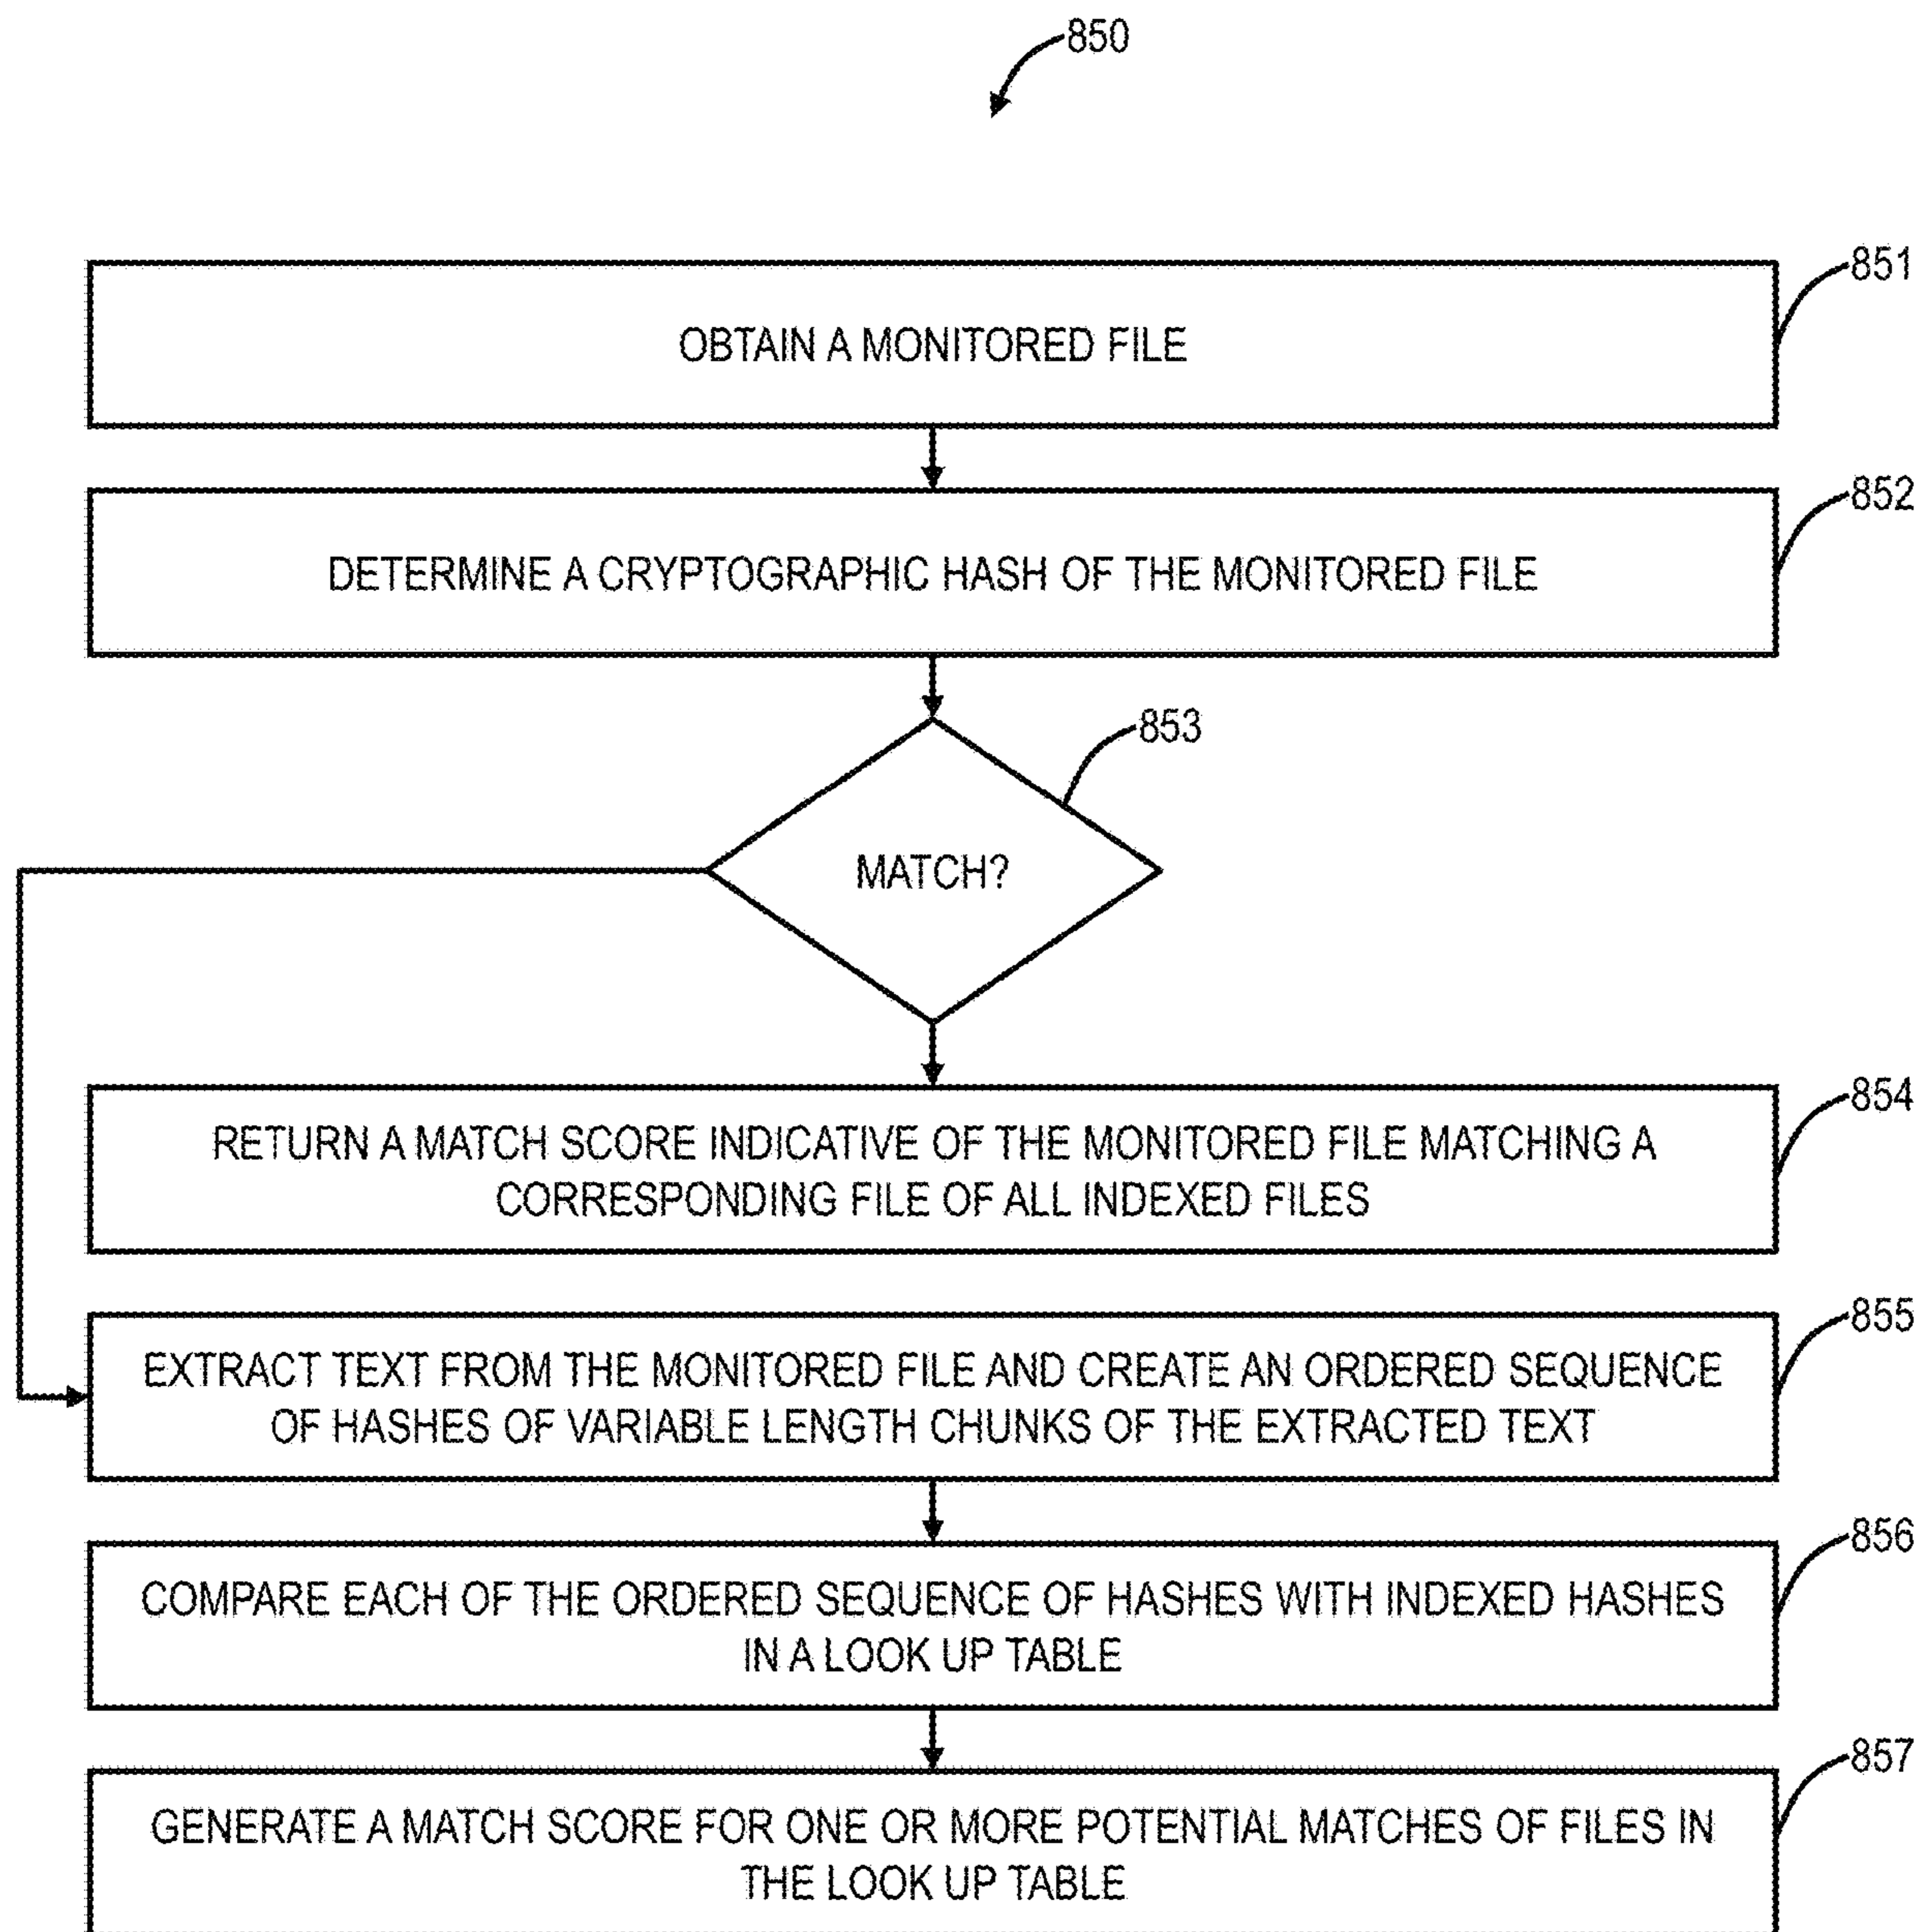 850
851
OBTAIN A MONITORED FILE
852
DETERMINE A CRYPTOGRAPHIC HASH OF THE MONITORED FILE
853
MATCH?
854
RETURN A MATCH SCORE INDICATIVE OF THE MONITORED FILE MATCHING A
CORRESPONDING FILE OF ALL INDEXED FILES
855
EXTRACT TEXT FROM THE MONITORED FILE AND CREATE AN ORDERED SEQUENCE
OF HASHES OF VARIABLE LENGTH CHUNKS OF THE EXTRACTED TEXT
856
COMPARE EACH OF THE ORDERED SEQUENCE OF HASHES WITH INDEXED HASHES
IN A LOOK UP TABLE
857
GENERATE A MATCH SCORE FOR ONE OR MORE POTENTIAL MATCHES OF FILES IN
THE LOOK UP TABLE